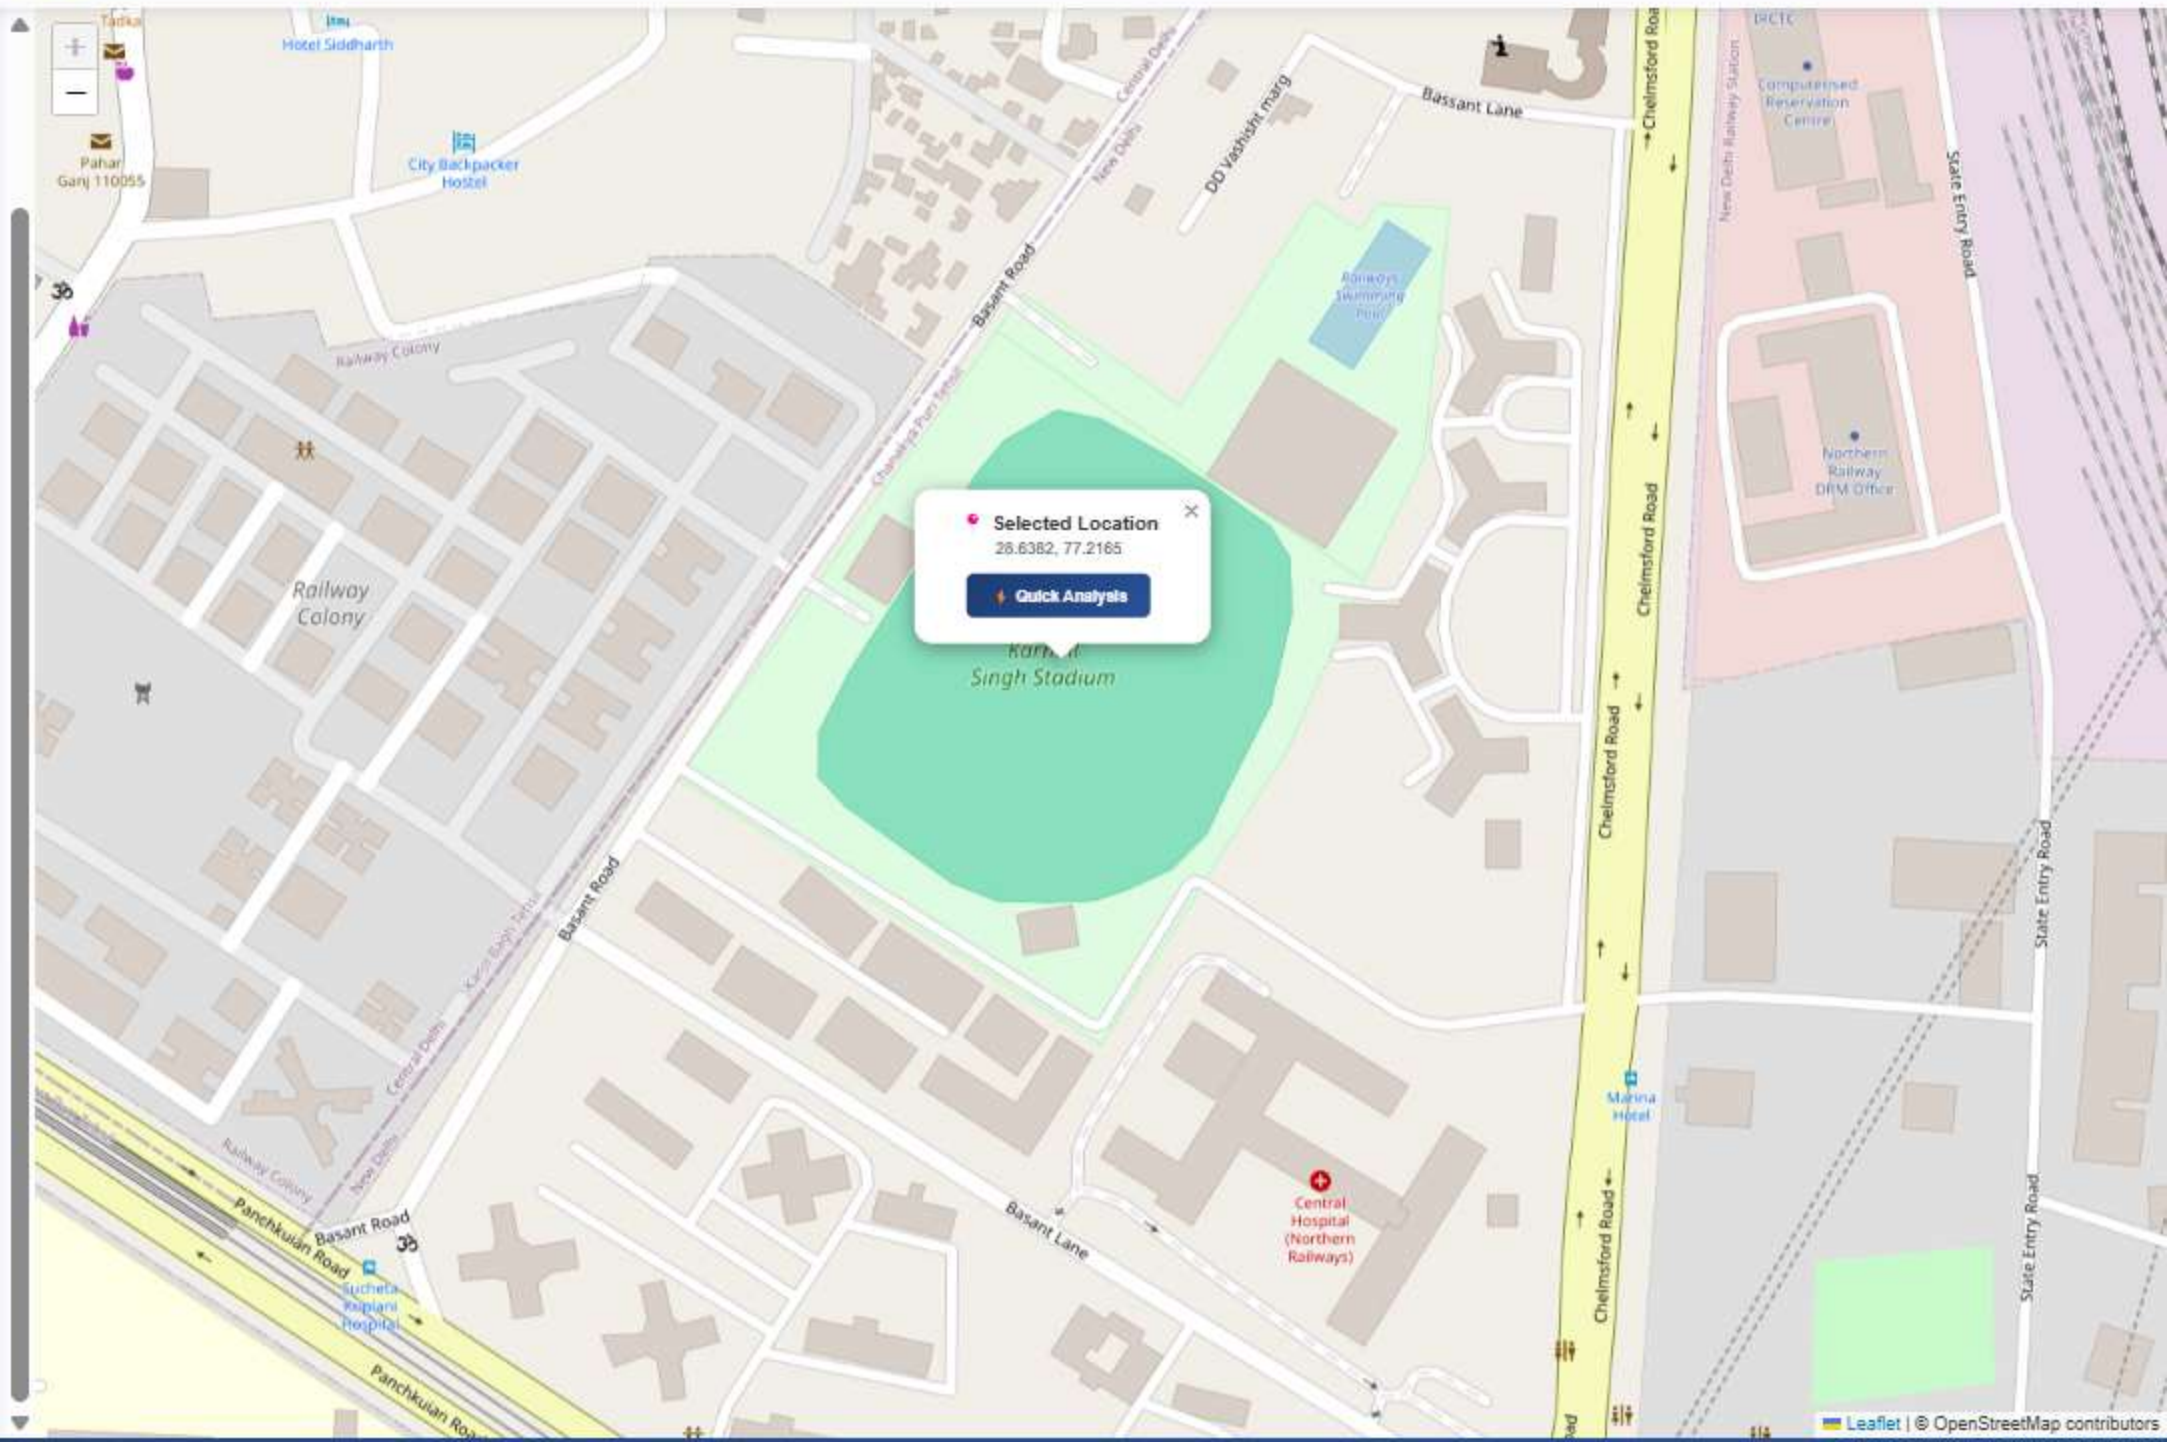 Tadka
Hotel Siddharth
Pahar
Ganj 110055
City Backpacker
Hostel
Central Delhi
New Delhi
DD Vashisht marg
Bassant Lane
Chelmsford Roa
IRCTC
Computerised
Reservation
Centre
New Delhi Railway Station
State Entry Road
Basant Road
Railways
Swimming
Pool
Railway Colony
Chanakya Puri Tehsil
Northern
Railway
DRM Office
Chelmsford Road
× 
Selected Location
28.6382, 77.2165
Quick Analysis
Singh Stadium
Railway
Colony
Chelmsford Road
State Entry Road
Basant Road
Karol Bagh Tehsil
Central Delhi
New Delhi
Railway Colony
Marina
Hotel
Central
Hospital
(Northern
Railways)
Basant Lane
Chelmsford Road
State Entry Road
Panchkuian Road
Basant Road
Sucheta
Kriplani
Hospital
Panchkuian Road
oad
+
−
ॐ
ॐ
Leaflet | © OpenStreetMap contributors